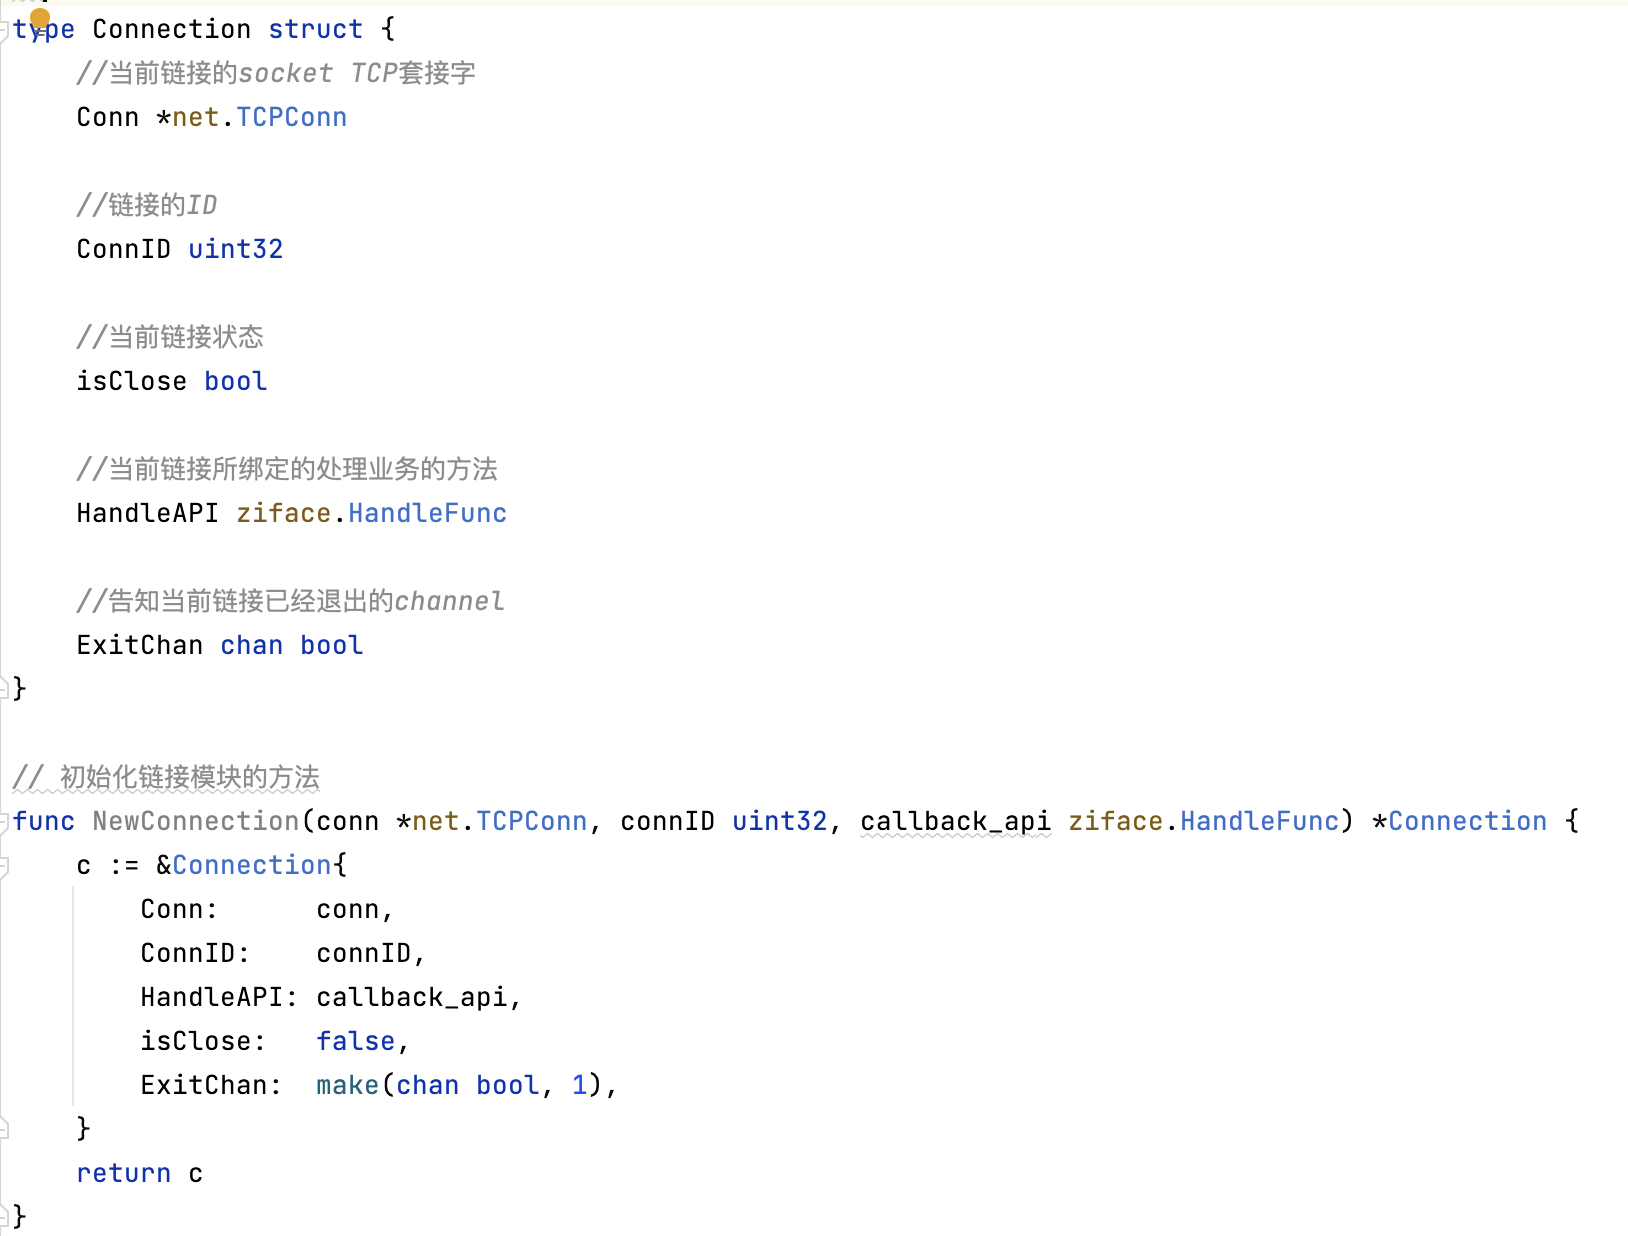 type Connection struct {
//当前链接的socket TCP套接字
Conn *net.TCPConn
//链接的ID
ConnID uint32
//当前链接状态
isClose bool
//当前链接所绑定的处理业务的方法
HandleAPI ziface.HandleFunc
//告知当前链接已经退出的channel
ExitChan chan bool
}
// 初始化链接模块的方法
func NewConnection(conn *net.TCPConn, connID uint32, callback_api ziface.HandleFunc) *Connection {
c := &Connection{
Conn:      conn,
ConnID:    connID,
HandleAPI: callback_api,
isClose:   false,
ExitChan:  make(chan bool, 1),
}
return c
}